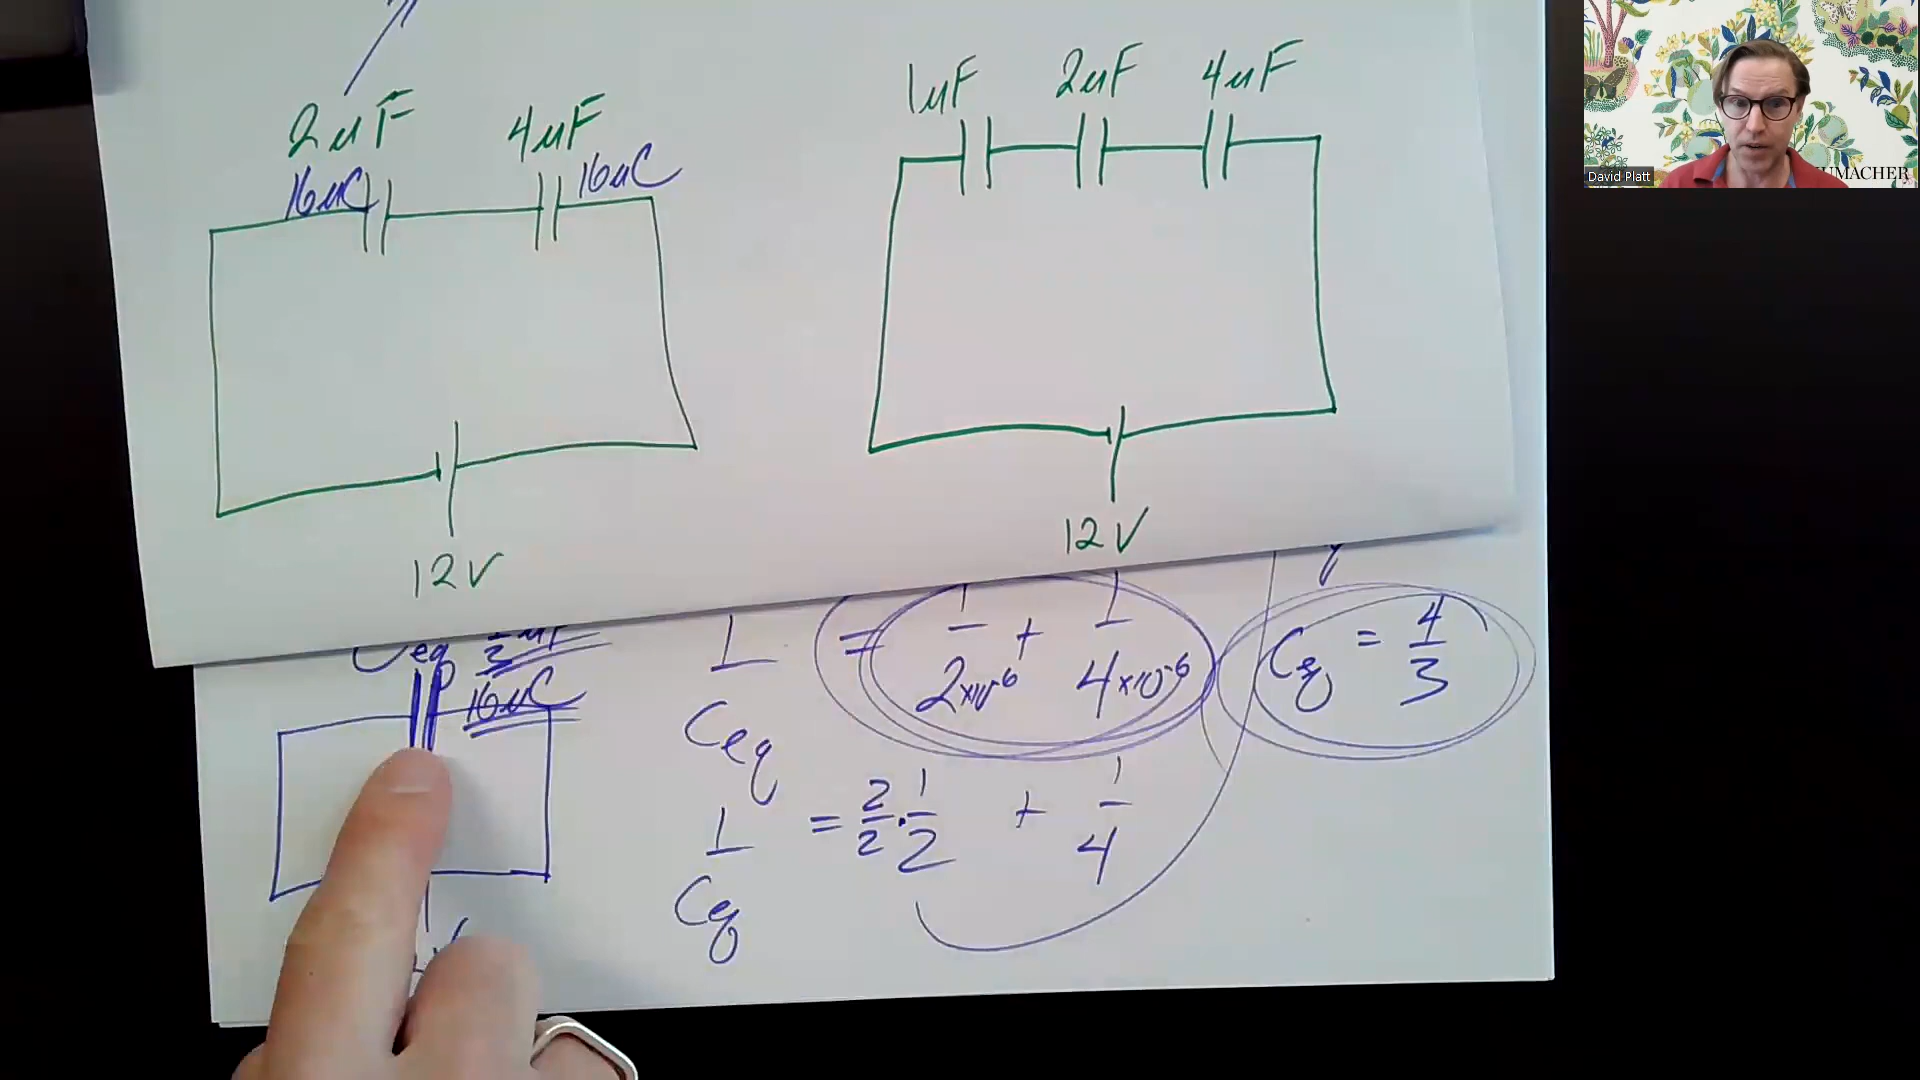 2uF 4uF
16uC 16uC
12V
1uF 2uF 4uF
12V
Ceq
16uC
1/Ceq = 1/2×10⁻⁶ + 1/4×10⁻⁶
Ceq = 4/3
1/Ceq = 2/2 · 1/2 + 1/4
David Platt
UMACHER